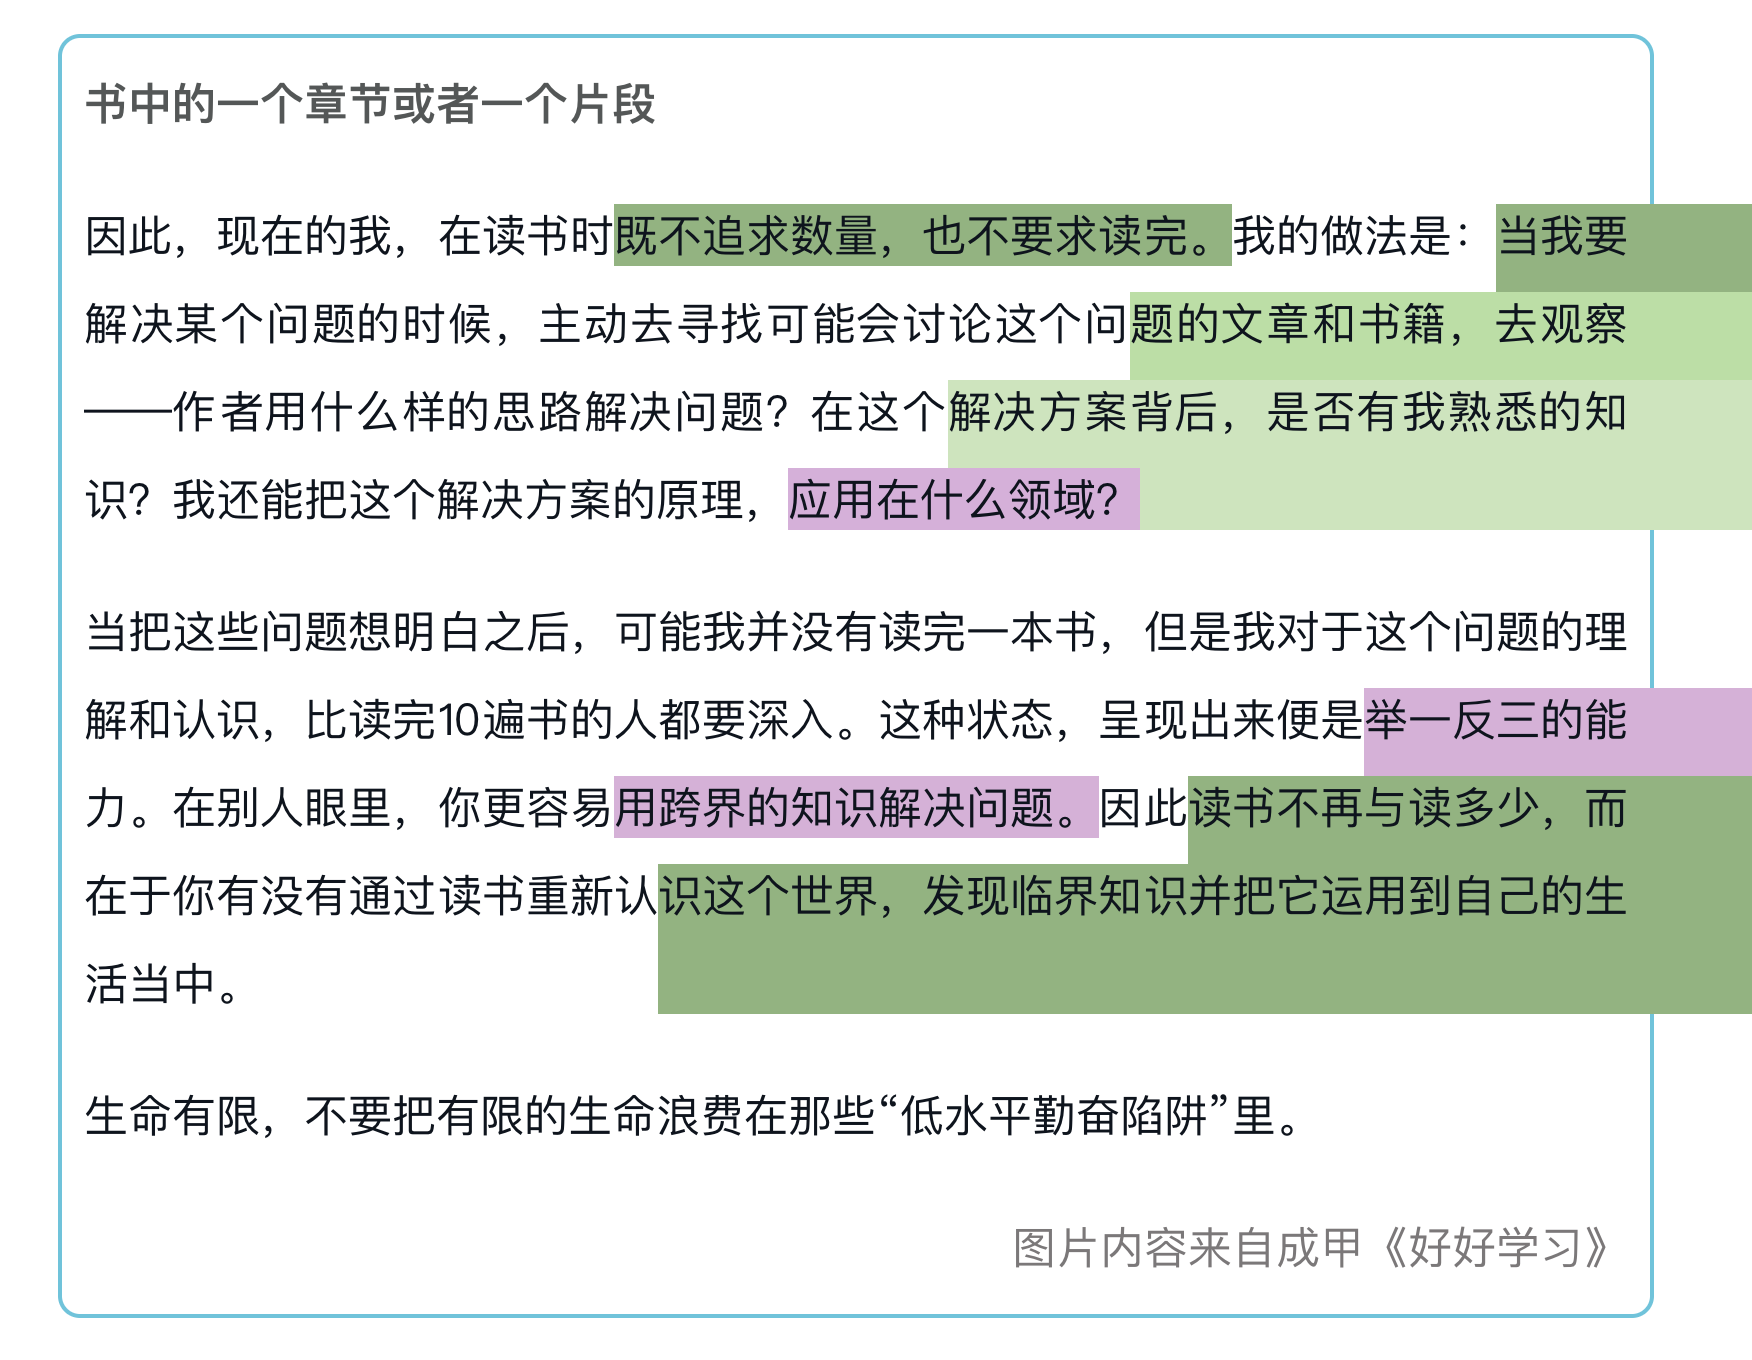 书中的一个章节或者一个片段
因此，现在的我，在读书时既不追求数量，也不要求读完。我的做法是：当我要
解决某个问题的时候，主动去寻找可能会讨论这个问题的文章和书籍，去观察
——作者用什么样的思路解决问题？在这个解决方案背后，是否有我熟悉的知
识？我还能把这个解决方案的原理，应用在什么领域？
当把这些问题想明白之后，可能我并没有读完一本书，但是我对于这个问题的理
解和认识，比读完10遍书的人都要深入。这种状态，呈现出来便是举一反三的能
力。在别人眼里，你更容易用跨界的知识解决问题。因此读书不再与读多少，而
在于你有没有通过读书重新认识这个世界，发现临界知识并把它运用到自己的生
活当中。
生命有限，不要把有限的生命浪费在那些“低水平勤奋陷阱”里。
图片内容来自成甲《好好学习》